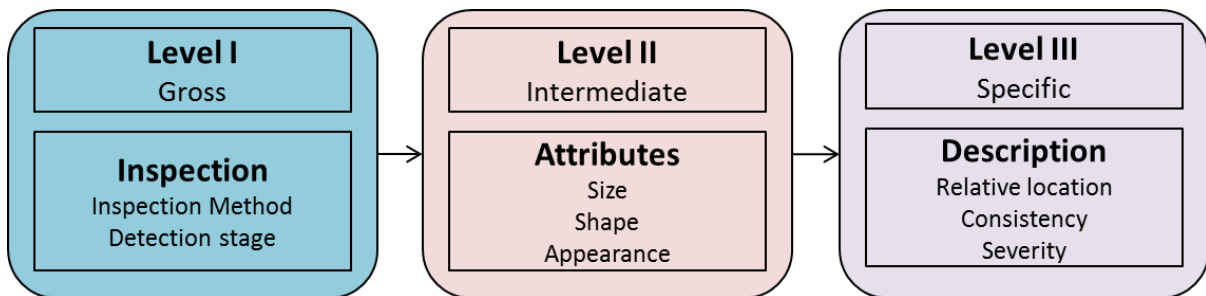 Level I
Gross
Inspection
Inspection Method
Detection stage
Level II
Intermediate
Attributes
Size
Shape
Appearance
Level III
Specific
Description
Relative location
Consistency
Severity